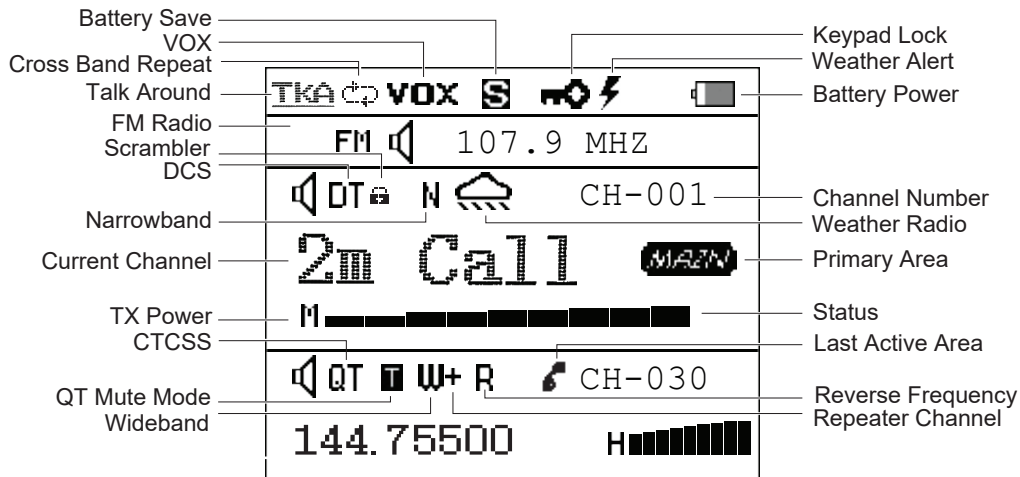 Battery Save
VOX
Cross Band Repeat
Talk Around
FM Radio
Scrambler
DCS
Narrowband
Current Channel
TX Power
CTCSS
QT Mute Mode
Wideband
TKA VOX S
FM 107.9 MHZ
DT N CH-001
2m Call MAIN
M
QT T W+ R CH-030
144.75500 H
Keypad Lock
Weather Alert
Battery Power
Channel Number
Weather Radio
Primary Area
Status
Last Active Area
Reverse Frequency
Repeater Channel